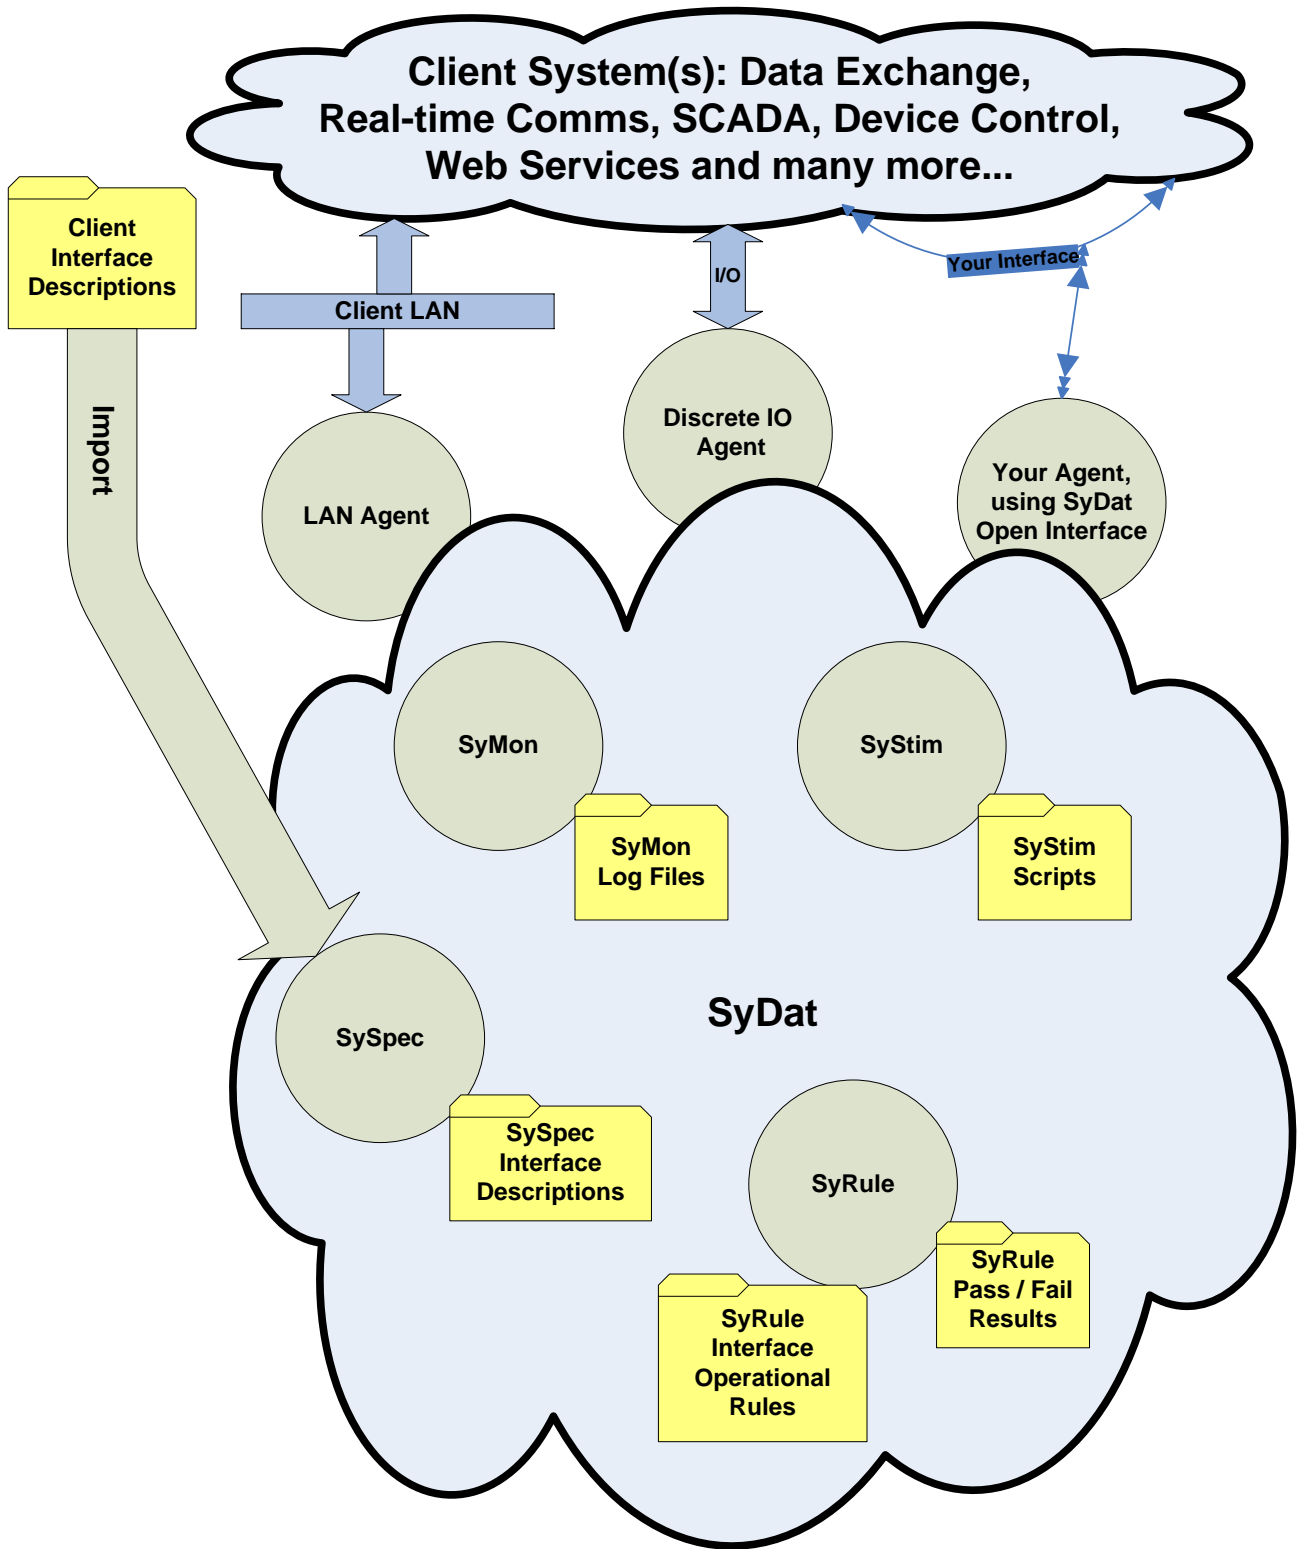 Client System(s): Data Exchange,
Real-time Comms, SCADA, Device Control,
Web Services and many more...
Client
Interface
Descriptions
Import
Client LAN
I/O
Your Interface
LAN Agent
Discrete IO
Agent
Your Agent,
using SyDat
Open Interface
SyMon
SyMon
Log Files
SyStim
SyStim
Scripts
SyDat
SySpec
SySpec
Interface
Descriptions
SyRule
SyRule
Pass / Fail
Results
SyRule
Interface
Operational
Rules